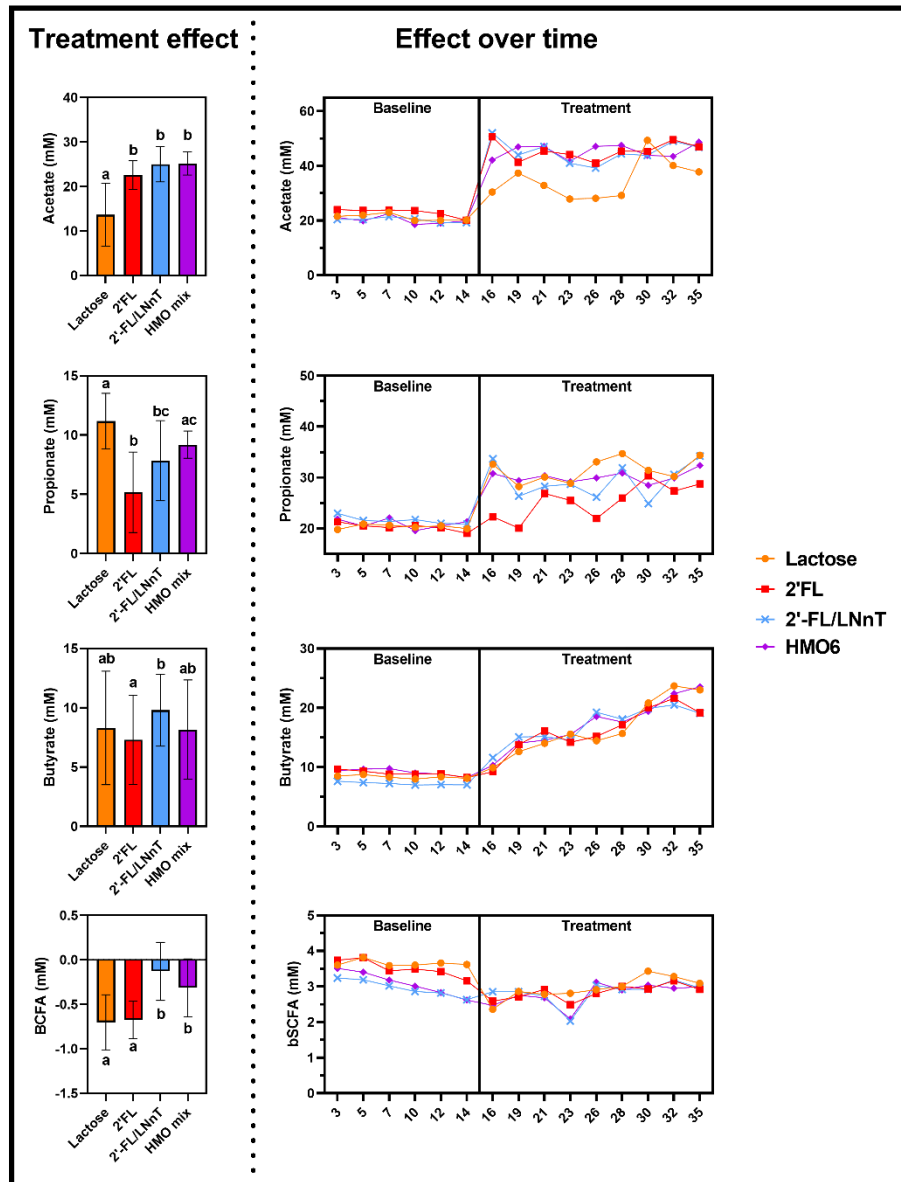 Treatment effect
Effect over time
Acetate (mM)
40
30
20
10
0
a
b
b
b
Lactose
2'FL
2'-FL/LNnT
HMO mix
Acetate (mM)
60
40
20
0
Baseline
Treatment
3 5 7 10 12 14 16 19 21 23 26 28 30 32 35
Propionate (mM)
15
10
5
0
a
b
bc
ac
Lactose
2'FL
2'-FL/LNnT
HMO mix
Propionate (mM)
50
40
30
20
Baseline
Treatment
3 5 7 10 12 14 16 19 21 23 26 28 30 32 35
Lactose
2'FL
2'-FL/LNnT
HMO6
Butyrate (mM)
15
10
5
0
ab
a
b
ab
Lactose
2'FL
2'-FL/LNnT
HMO mix
Butyrate (mM)
30
20
10
0
Baseline
Treatment
3 5 7 10 12 14 16 19 21 23 26 28 30 32 35
BCFA (mM)
0.5
0.0
-0.5
-1.0
-1.5
a
a
b
b
Lactose
2'FL
2'-FL/LNnT
HMO mix
bSCFA (mM)
5
4
3
2
1
0
Baseline
Treatment
3 5 7 10 12 14 16 19 21 23 26 28 30 32 35